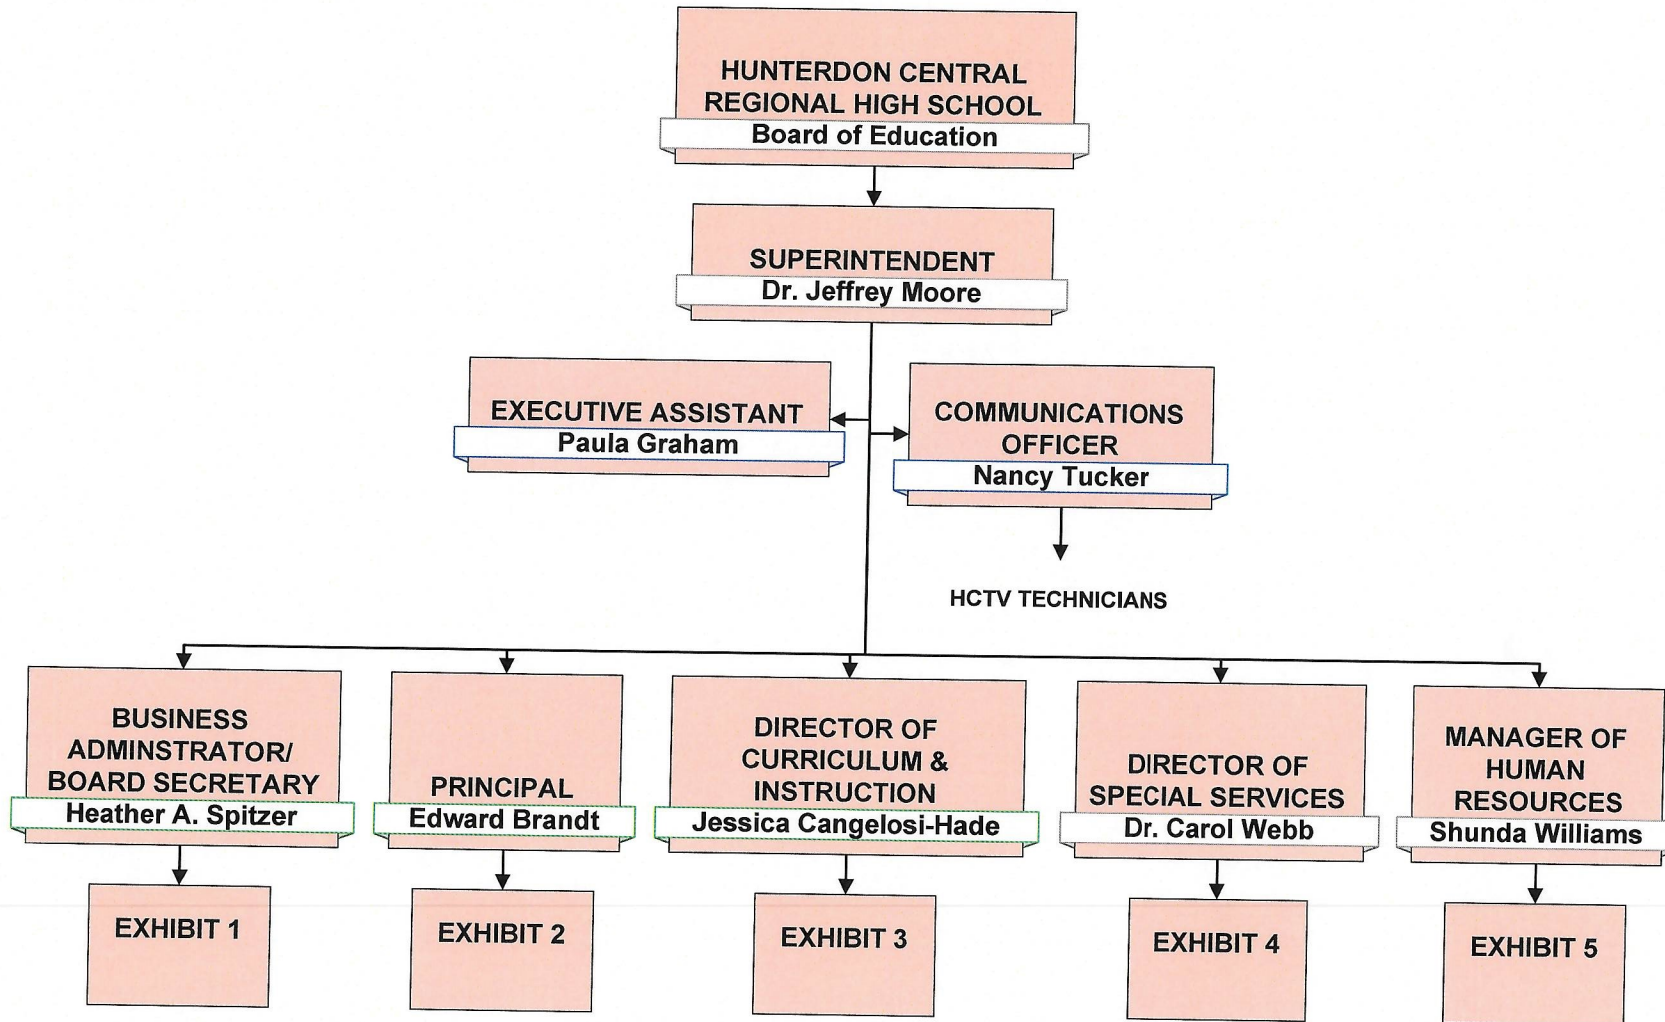 HUNTERDON CENTRAL
REGIONAL HIGH SCHOOL
Board of Education
SUPERINTENDENT
Dr. Jeffrey Moore
EXECUTIVE ASSISTANT
Paula Graham
COMMUNICATIONS
OFFICER
Nancy Tucker
HCTV TECHNICIANS
BUSINESS
ADMINSTRATOR/
BOARD SECRETARY
Heather A. Spitzer
PRINCIPAL
Edward Brandt
DIRECTOR OF
CURRICULUM &
INSTRUCTION
Jessica Cangelosi-Hade
DIRECTOR OF
SPECIAL SERVICES
Dr. Carol Webb
MANAGER OF
HUMAN
RESOURCES
Shunda Williams
EXHIBIT 1
EXHIBIT 2
EXHIBIT 3
EXHIBIT 4
EXHIBIT 5